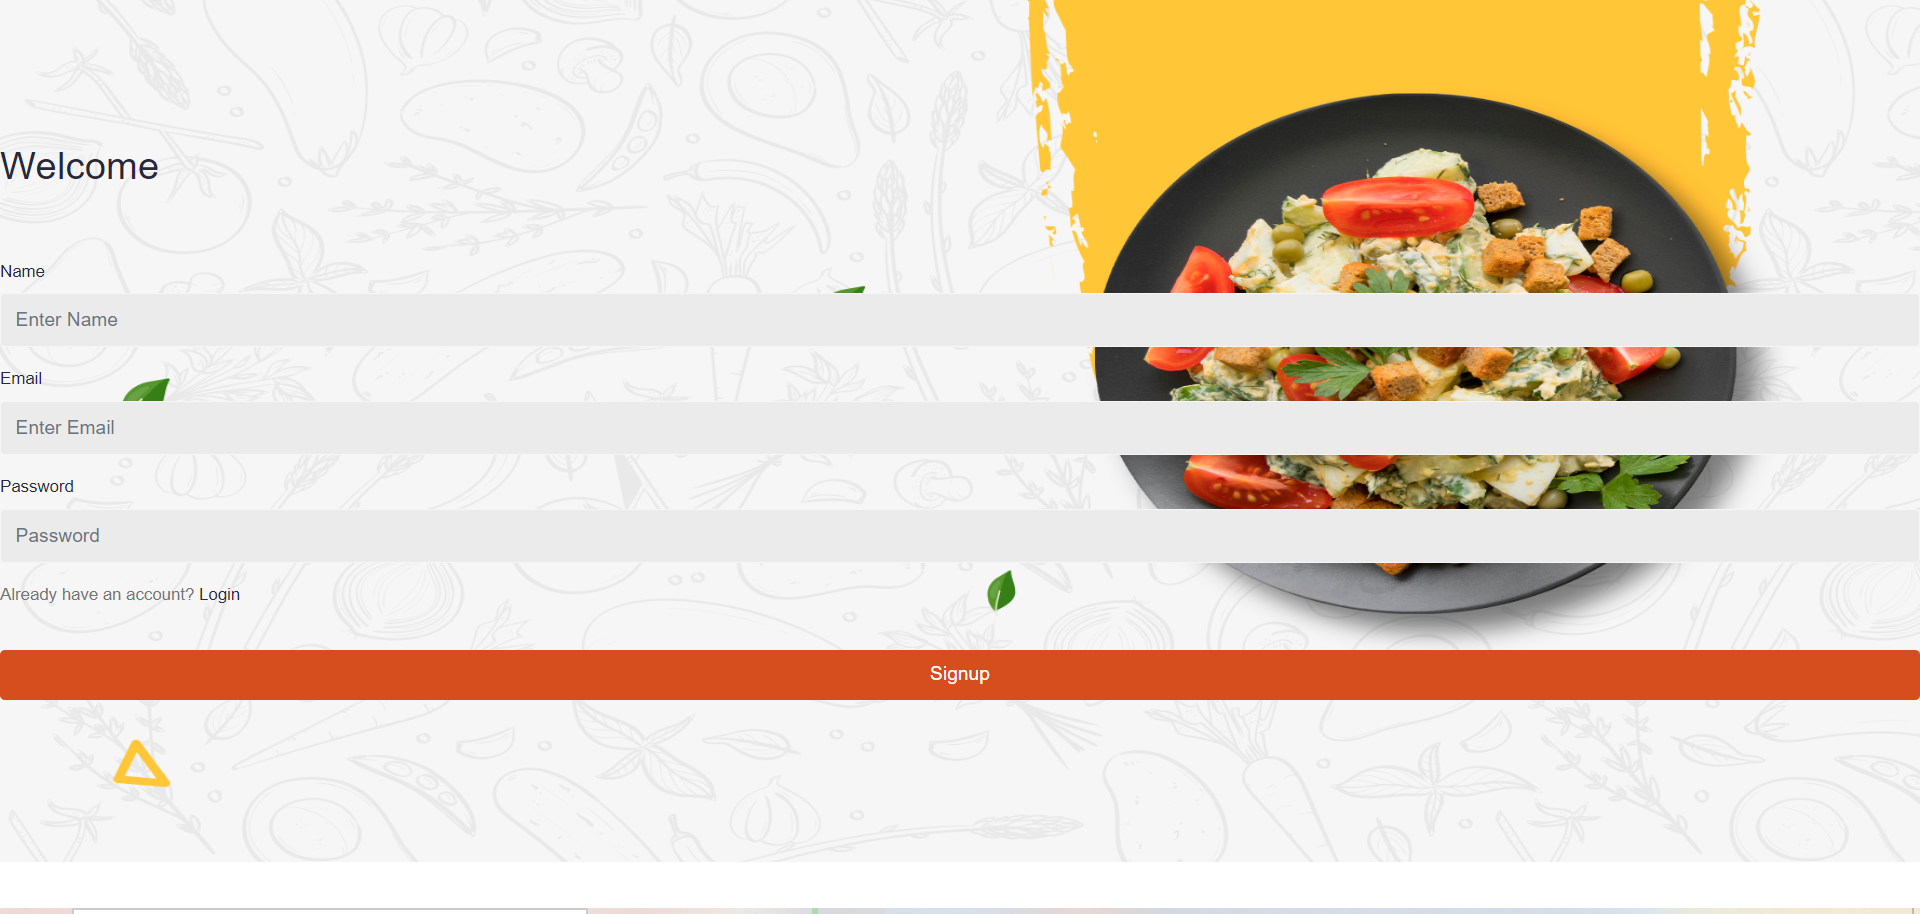 Welcome
Name
Enter Name
Email
Enter Email
Password
Password
Already have an account? Login
Signup